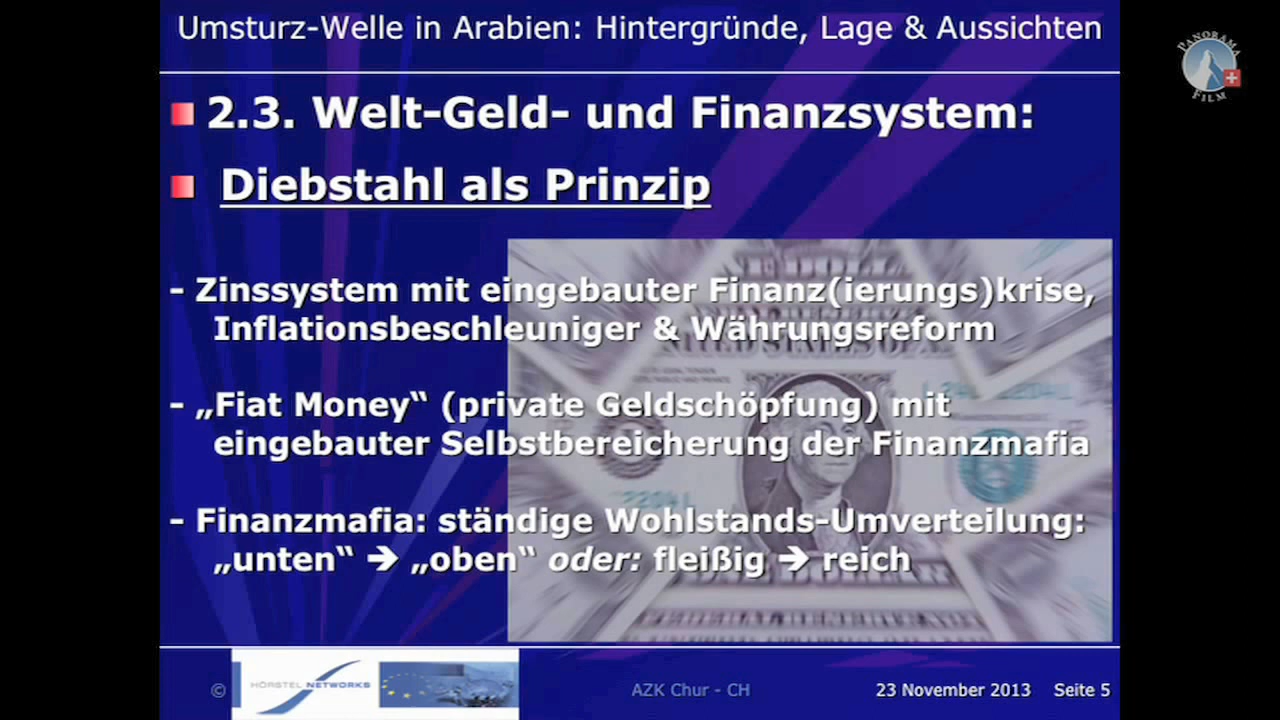 Umsturz-Welle in Arabien: Hintergründe, Lage & Aussichten
PANORAMA
FILM
2.3. Welt-Geld- und Finanzsystem:
Diebstahl als Prinzip
- Zinssystem mit eingebauter Finanz(ierungs)krise,
Inflationsbeschleuniger & Währungsreform
- „Fiat Money“ (private Geldschöpfung) mit
eingebauter Selbstbereicherung der Finanzmafia
- Finanzmafia: ständige Wohlstands-Umverteilung:
„unten“ ➔ „oben“ oder: fleißig ➔ reich
© HÖRSTEL NETWORKS AZK Chur - CH 23 November 2013 Seite 5